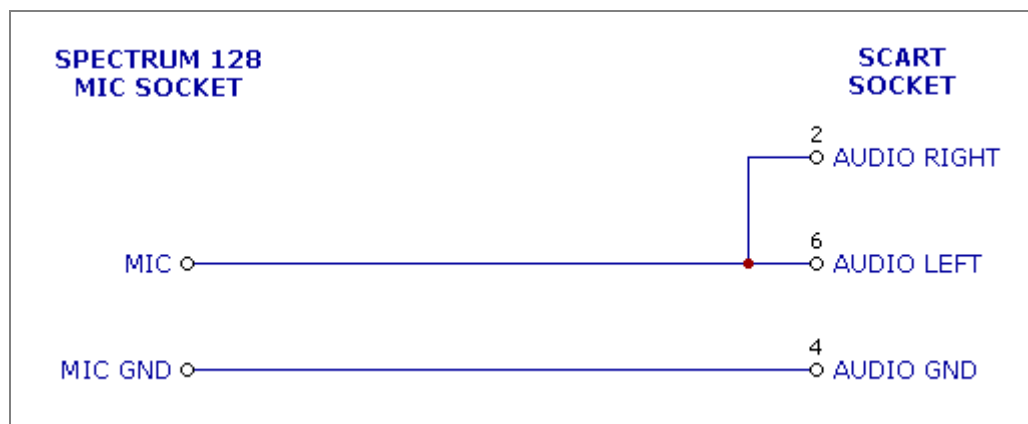 SPECTRUM 128
MIC SOCKET
SCART
SOCKET
2
AUDIO RIGHT
MIC
6
AUDIO LEFT
MIC GND
4
AUDIO GND